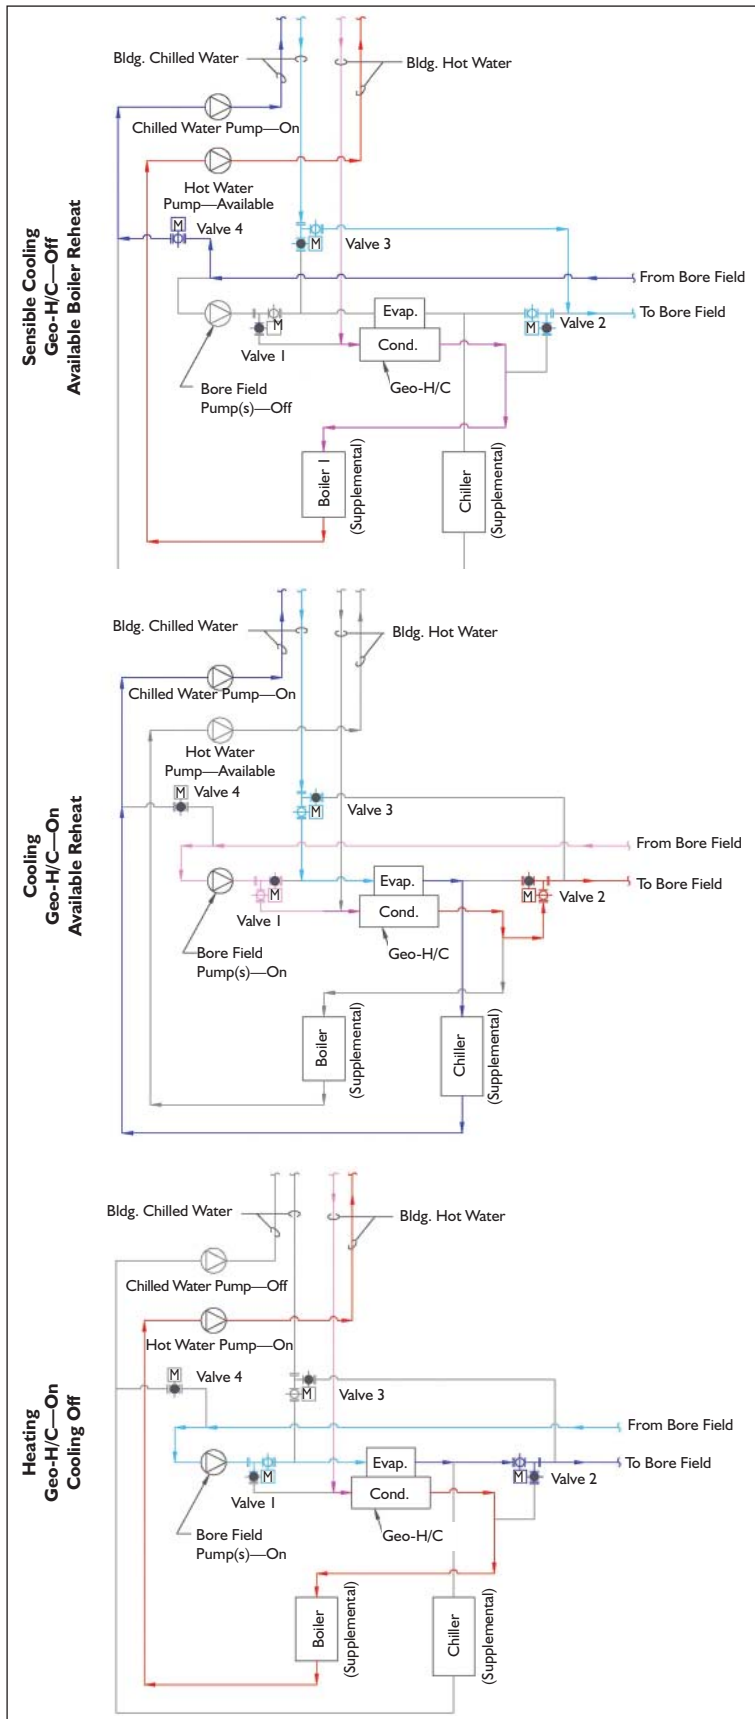 Sensible Cooling
Geo-H/C—Off
Available Boiler Reheat
Bldg. Chilled Water
Bldg. Hot Water
Chilled Water Pump—On
Hot Water
Pump—Available
M
Valve 4
M
Valve 3
From Bore Field
To Bore Field
M
Valve 1
Evap.
Cond.
M
Valve 2
Geo-H/C
Bore Field
Pump(s)—Off
Boiler 1
(Supplemental)
Chiller
(Supplemental)
Cooling
Geo-H/C—On
Available Reheat
Bldg. Chilled Water
Bldg. Hot Water
Chilled Water Pump—On
Hot Water
Pump—Available
M
Valve 4
M
Valve 3
From Bore Field
To Bore Field
M
Valve 1
Evap.
Cond.
M
Valve 2
Geo-H/C
Bore Field
Pump(s)—On
Boiler
(Supplemental)
Chiller
(Supplemental)
Heating
Geo-H/C—On
Cooling Off
Bldg. Chilled Water
Bldg. Hot Water
Chilled Water Pump—Off
Hot Water Pump—On
M
Valve 4
M
Valve 3
From Bore Field
To Bore Field
M
Valve 1
Evap.
Cond.
M
Valve 2
Geo-H/C
Bore Field
Pump(s)—On
Boiler
(Supplemental)
Chiller
(Supplemental)